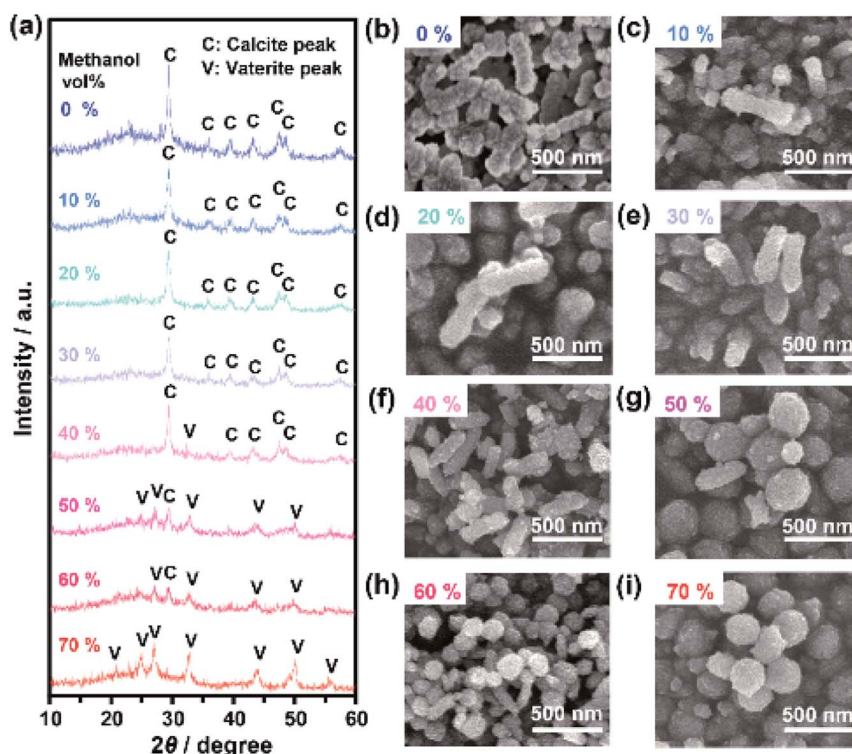 (a)
C
C: Calcite peak
V: Vaterite peak
Methanol
vol%
0 %
C C C C C C
C
10 %
C C C C C C
C
20 %
C C C C C C
C
30 %
C C C C C C
C
40 %
V C C C C C
50 %
V V C V V V
60 %
V C V V V
70 %
V V V V V V V
Intensity / a.u.
10 20 30 40 50 60
2θ / degree
(b) 0 %
500 nm
(c) 10 %
500 nm
(d) 20 %
500 nm
(e) 30 %
500 nm
(f) 40 %
500 nm
(g) 50 %
500 nm
(h) 60 %
500 nm
(i) 70 %
500 nm